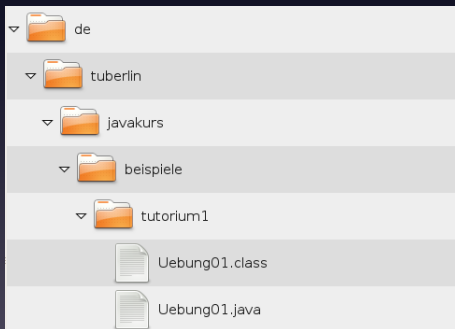 de
tuberlin
javakurs
beispiele
tutorium1
Uebung01.class
Uebung01.java